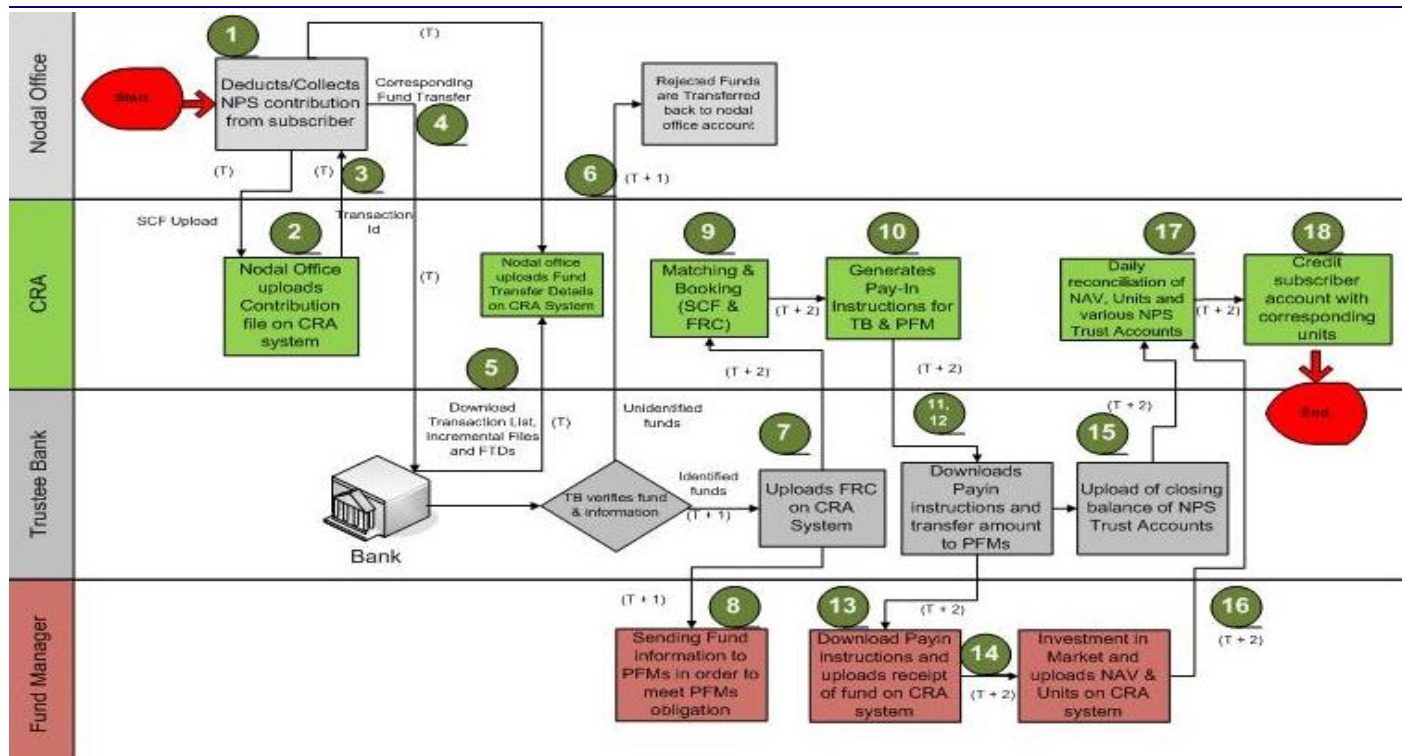 Nodal Office
CRA
Trustee Bank
Fund Manager
Start
1
Deducts/Collects
NPS contribution
from subscriber
(T)
Corresponding
Fund Transfer
4
(T)
(T)
3
Transaction
Id
SCF Upload
2
Nodal Office
uploads
Contribution
file on CRA
system
(T)
Nodal office
uploads Fund
Transfer Details
on CRA System
5
Download
Transaction List,
Incremental Files
and FTDs
(T)
Bank
TB verifies fund
& information
Unidentified
funds
6
(T + 1)
Rejected Funds
are Transferred
back to nodal
office account
Identified
funds
(T + 1)
7
Uploads FRC
on CRA
System
(T + 1)
8
Sending Fund
information to
PFMs in order to
meet PFMs
obligation
(T + 2)
9
Matching &
Booking
(SCF &
FRC)
(T + 2)
10
Generates
Pay-In
Instructions for
TB & PFM
(T + 2)
11,
12
Downloads
Payin
instructions and
transfer amount
to PFMs
(T + 2)
13
Download Payin
instructions and
uploads receipt
of fund on CRA
system
14
(T + 2)
Investment in
Market and
uploads NAV &
Units on CRA
system
15
Upload of closing
balance of NPS
Trust Accounts
(T + 2)
16
(T + 2)
17
Daily
reconciliation of
NAV, Units and
various NPS
Trust Accounts
(T + 2)
18
Credit
subscriber
account with
corresponding
units
End